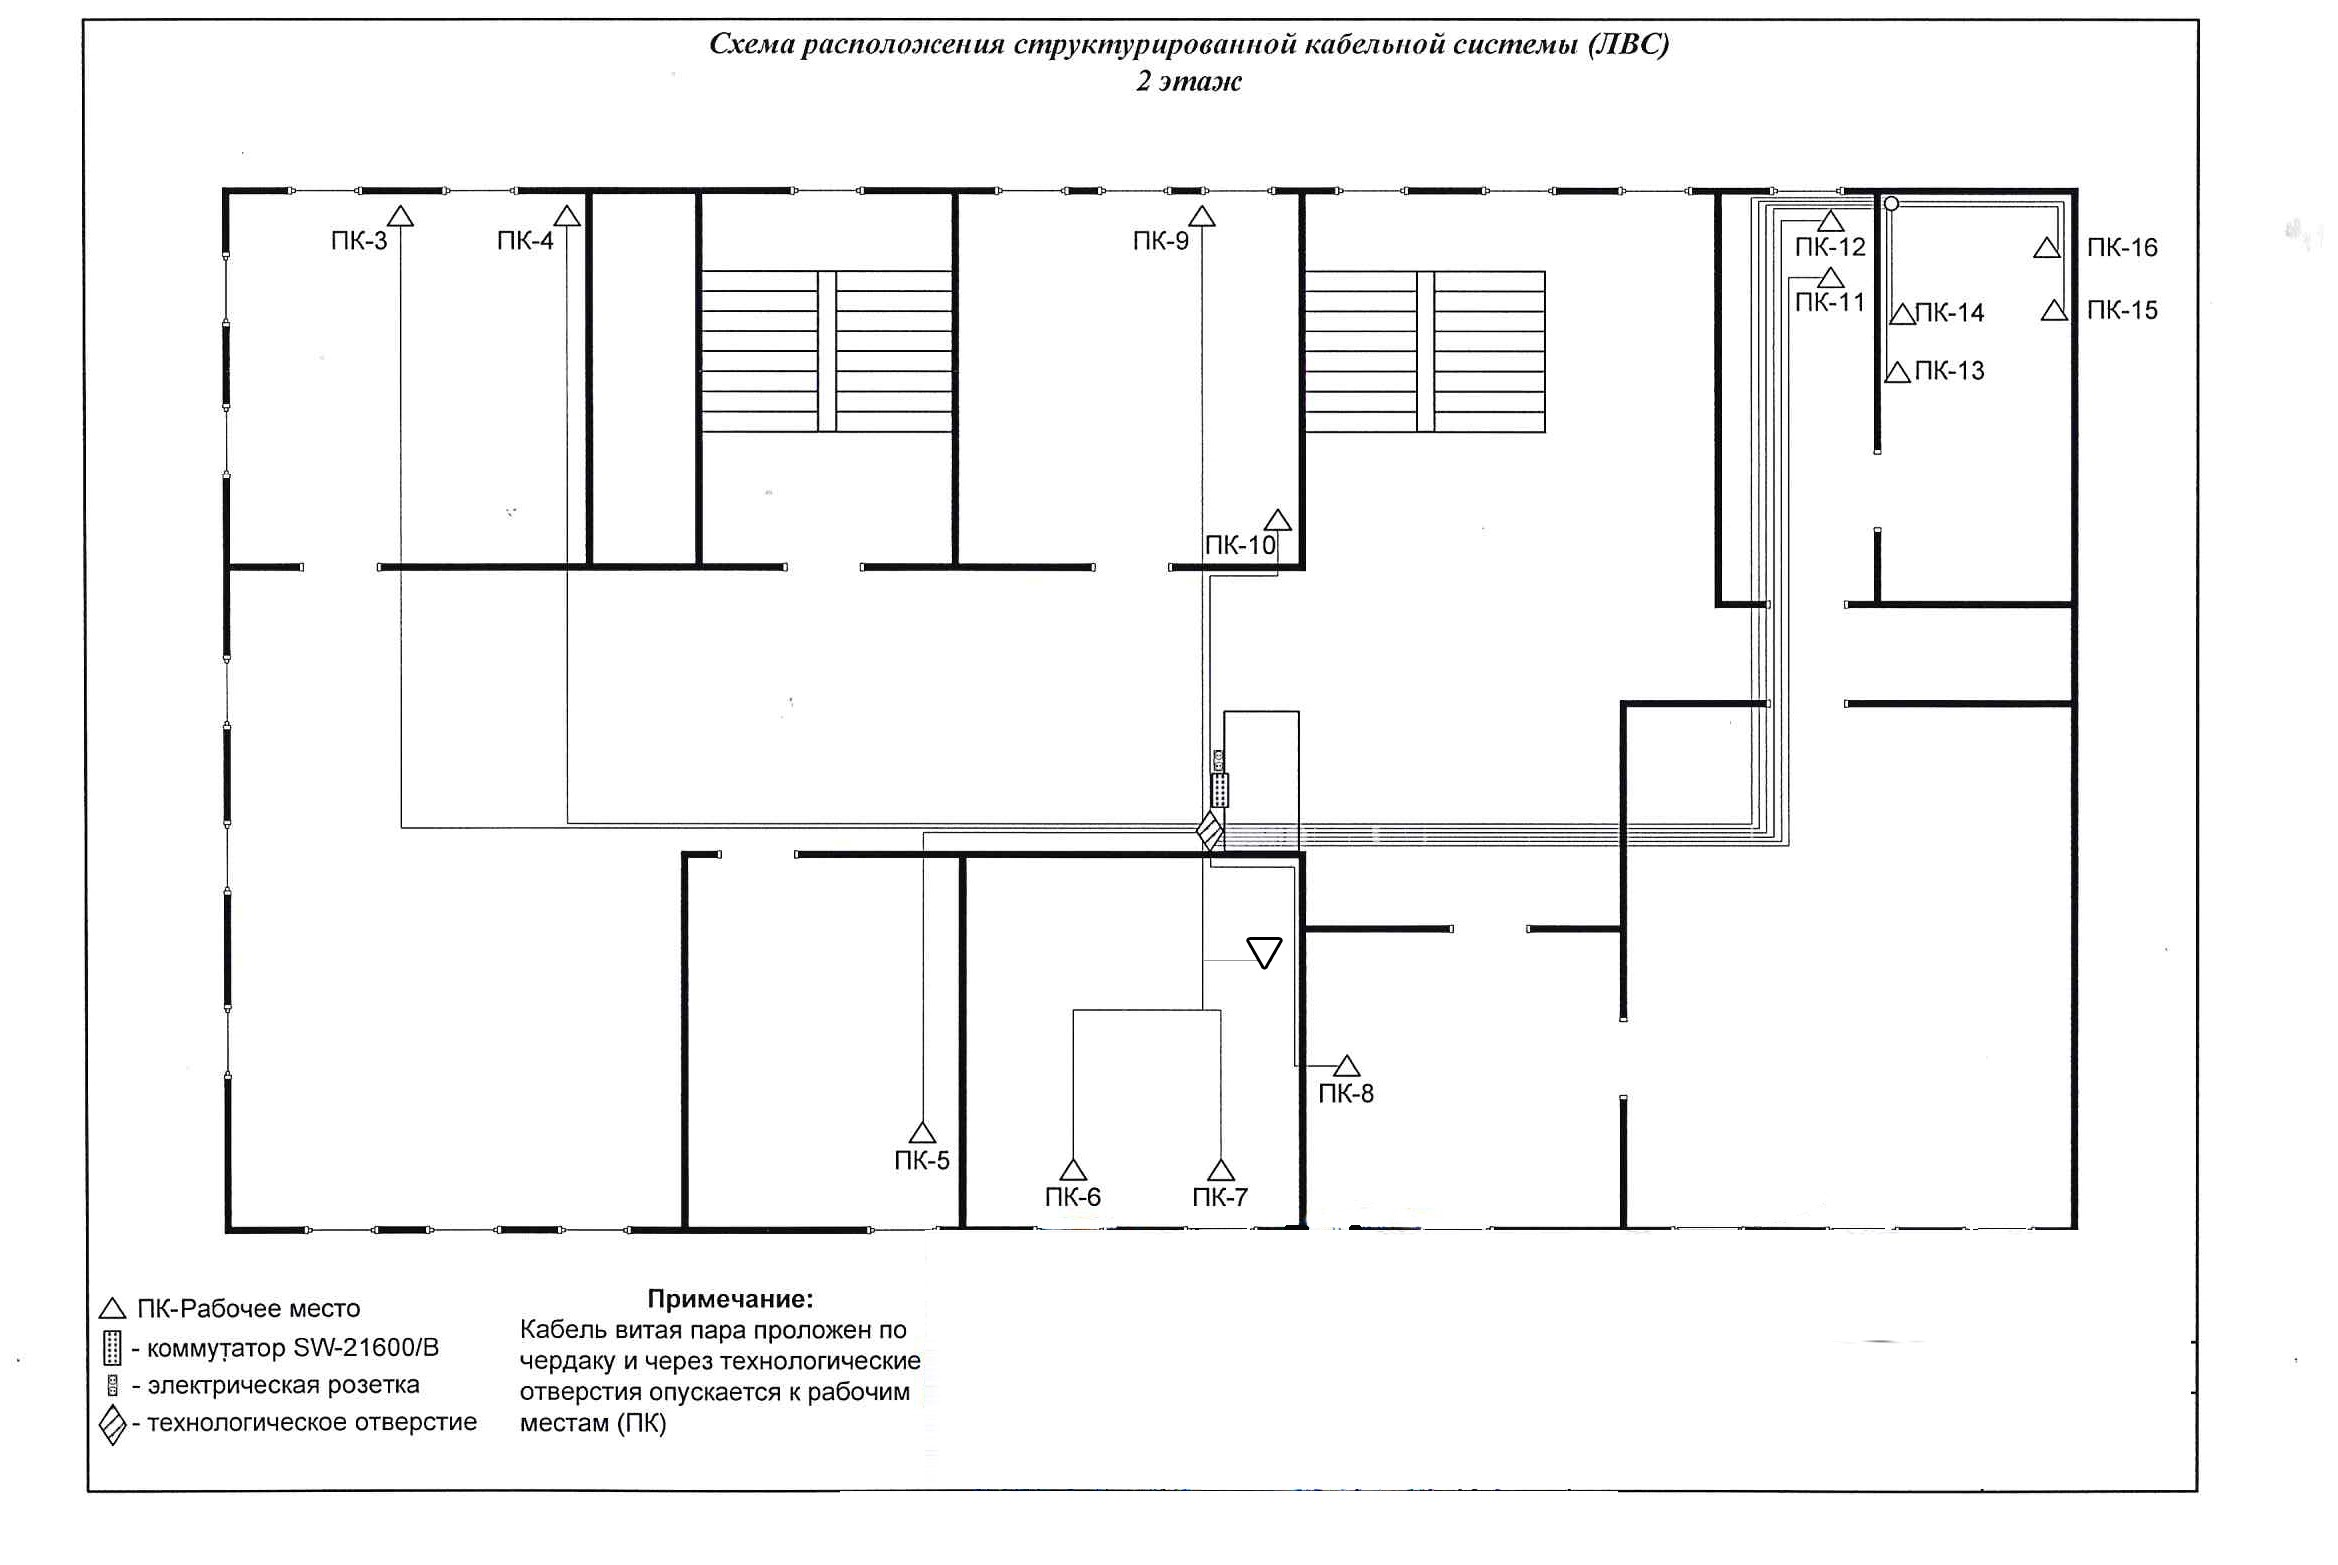 Схема расположения структурированной кабельной системы (ЛВС)
2 этаж
ПК-3
ПК-4
ПК-9
ПК-12
ПК-16
ПК-11
ПК-14
ПК-15
ПК-13
ПК-10
ПК-8
ПК-5
ПК-6
ПК-7
ПК-Рабочее место
- коммутатор SW-21600/B
- электрическая розетка
- технологическое отверстие
Примечание:
Кабель витая пара проложен по
чердаку и через технологические
отверстия опускается к рабочим
местам (ПК)